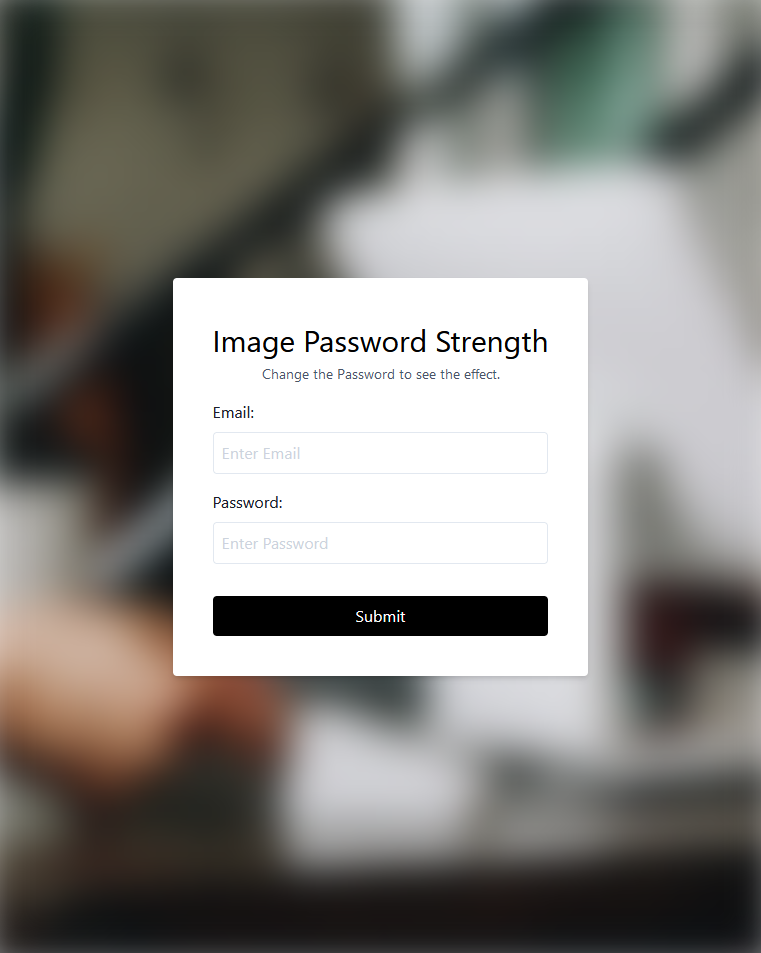 Image Password Strength
Change the Password to see the effect.
Email:
Enter Email
Password:
Enter Password
Submit